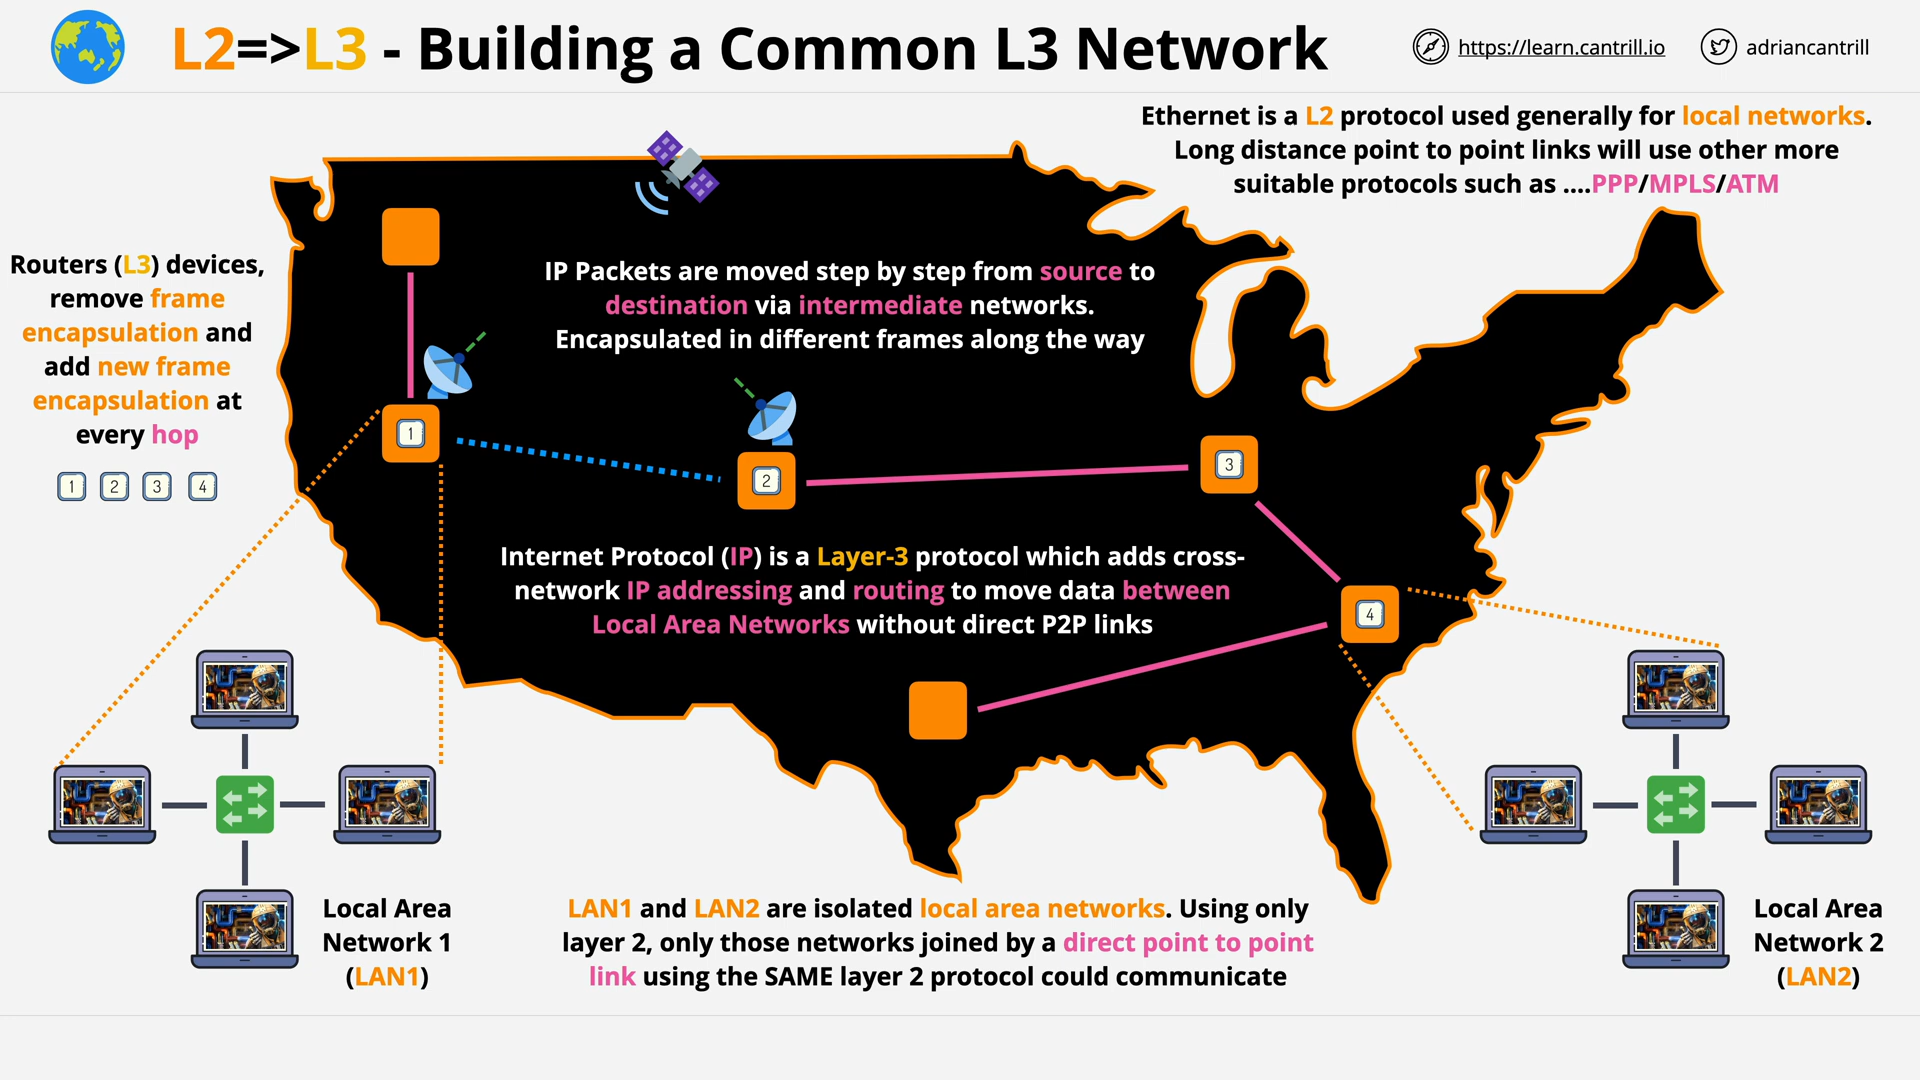 L2=>L3 - Building a Common L3 Network
https://learn.cantrill.io
adriancantrill
Ethernet is a L2 protocol used generally for local networks.
Long distance point to point links will use other more
suitable protocols such as ....PPP/MPLS/ATM
Routers (L3) devices,
remove frame
encapsulation and
add new frame
encapsulation at
every hop
1 2 3 4
IP Packets are moved step by step from source to
destination via intermediate networks.
Encapsulated in different frames along the way
1
2
3
4
Internet Protocol (IP) is a Layer-3 protocol which adds cross-
network IP addressing and routing to move data between
Local Area Networks without direct P2P links
Local Area
Network 1
(LAN1)
LAN1 and LAN2 are isolated local area networks. Using only
layer 2, only those networks joined by a direct point to point
link using the SAME layer 2 protocol could communicate
Local Area
Network 2
(LAN2)